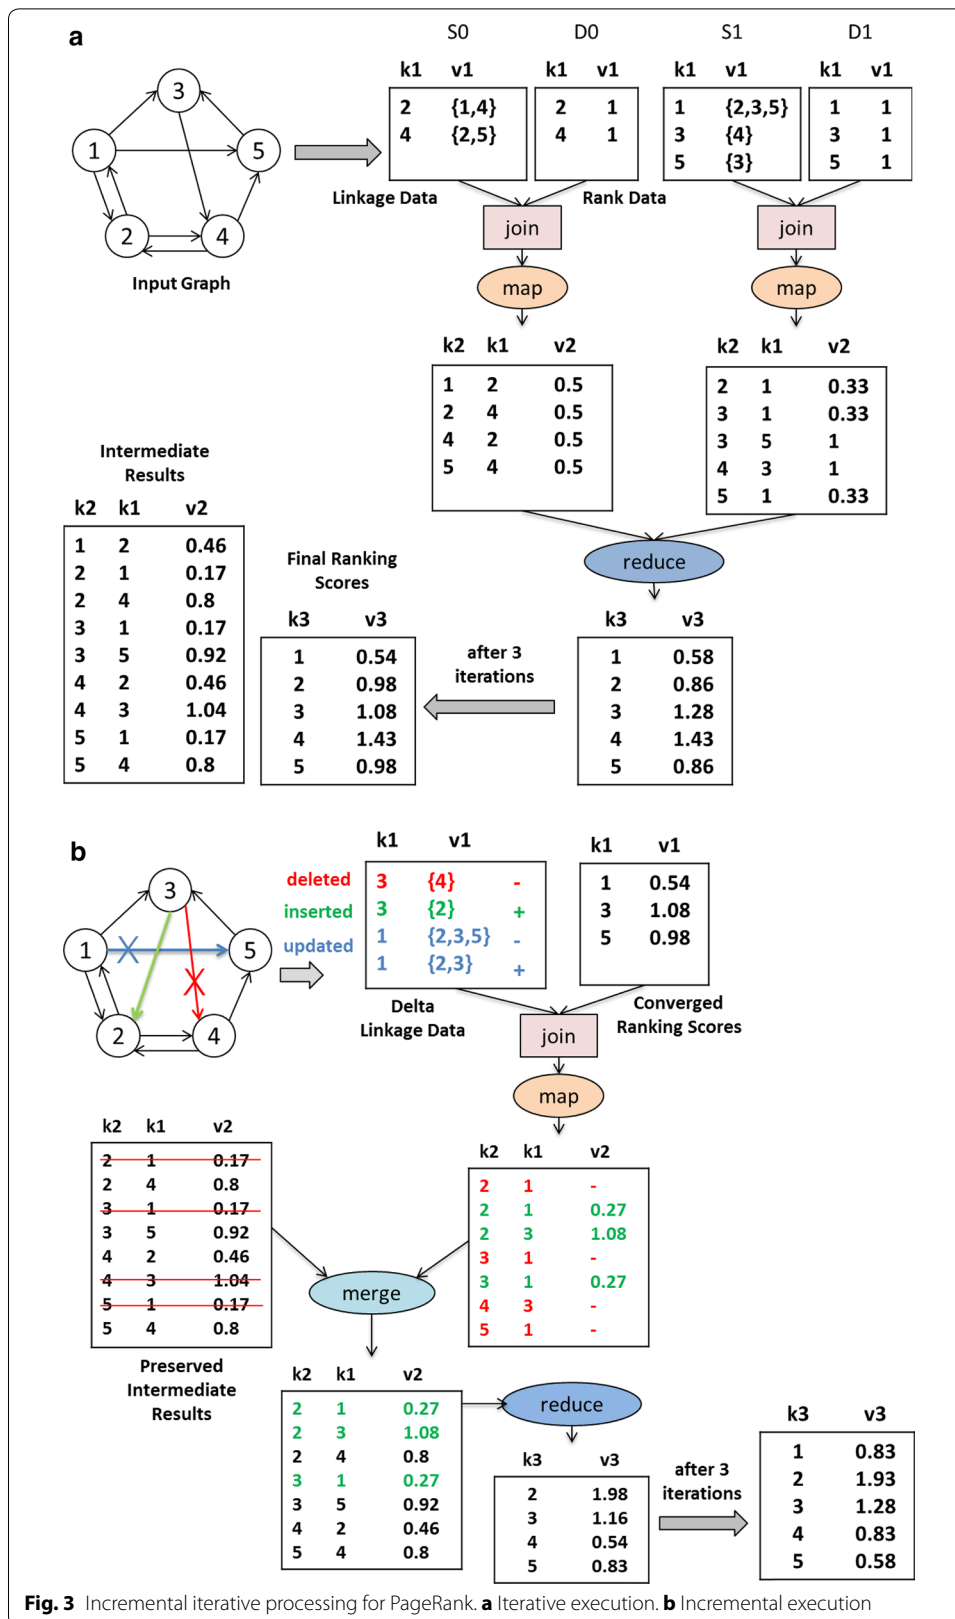 a
S0 D0 S1 D1
k1 v1 k1 v1 k1 v1 k1 v1
2 {1,4} 2 1 1 {2,3,5} 1 1
4 {2,5} 4 1 3 {4} 3 1
5 {3} 5 1
3
1 5
2 4
Input Graph
Linkage Data Rank Data
join join
map map
k2 k1 v2
1 2 0.5
2 4 0.5
4 2 0.5
5 4 0.5
k2 k1 v2
2 1 0.33
3 1 0.33
3 5 1
4 3 1
5 1 0.33
reduce
Intermediate
Results
k2 k1 v2
1 2 0.46
2 1 0.17
2 4 0.8
3 1 0.17
3 5 0.92
4 2 0.46
4 3 1.04
5 1 0.17
5 4 0.8
Final Ranking
Scores
k3 v3
1 0.54
2 0.98
3 1.08
4 1.43
5 0.98
after 3
iterations
k3 v3
1 0.58
2 0.86
3 1.28
4 1.43
5 0.86
b
3
1 5
2 4
deleted
inserted
updated
k1 v1
3 {4} -
3 {2} +
1 {2,3,5} -
1 {2,3} +
Delta
Linkage Data
k1 v1
1 0.54
3 1.08
5 0.98
Converged
Ranking Scores
join
map
k2 k1 v2
2 1 0.17
2 4 0.8
3 1 0.17
3 5 0.92
4 2 0.46
4 3 1.04
5 1 0.17
5 4 0.8
Preserved
Intermediate
Results
k2 k1 v2
2 1 -
2 1 0.27
2 3 1.08
3 1 -
3 1 0.27
4 3 -
5 1 -
merge
k2 k1 v2
2 1 0.27
2 3 1.08
2 4 0.8
3 1 0.27
3 5 0.92
4 2 0.46
5 4 0.8
reduce
k3 v3
2 1.98
3 1.16
4 0.54
5 0.83
after 3
iterations
k3 v3
1 0.83
2 1.93
3 1.28
4 0.83
5 0.58
Fig. 3 Incremental iterative processing for PageRank. a Iterative execution. b Incremental execution